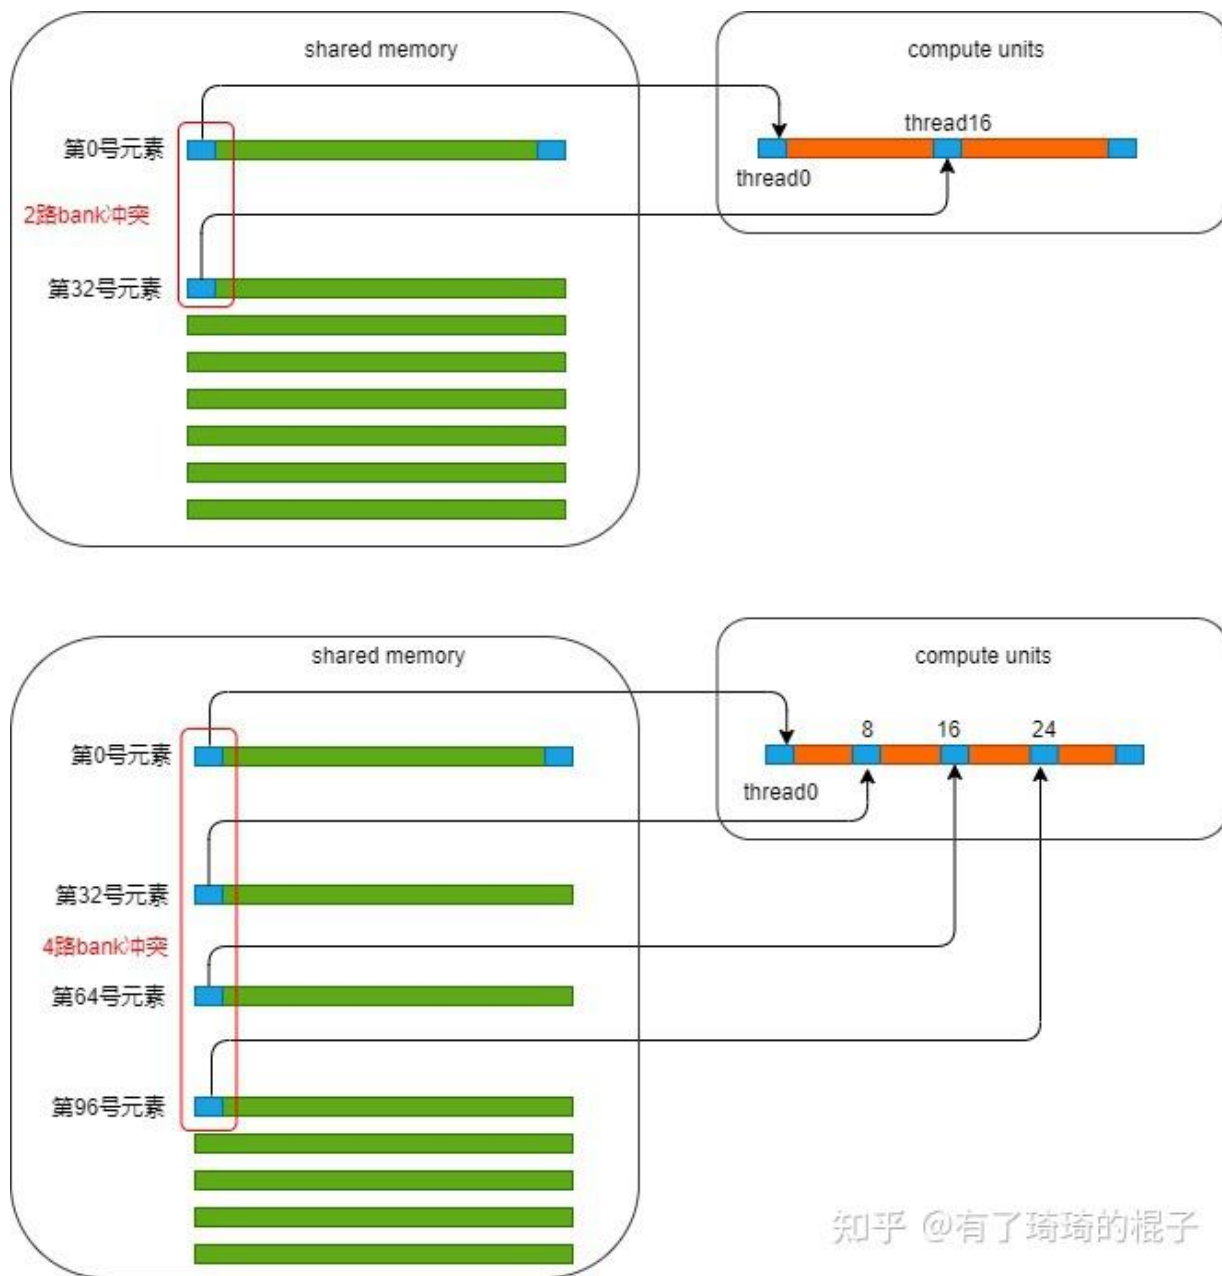 shared memory
compute units
thread16
第0号元素
thread0
2路bank冲突
第32号元素
shared memory
compute units
8
16
24
第0号元素
thread0
第32号元素
4路bank冲突
第64号元素
第96号元素
知乎 @有了琦琦的棍子